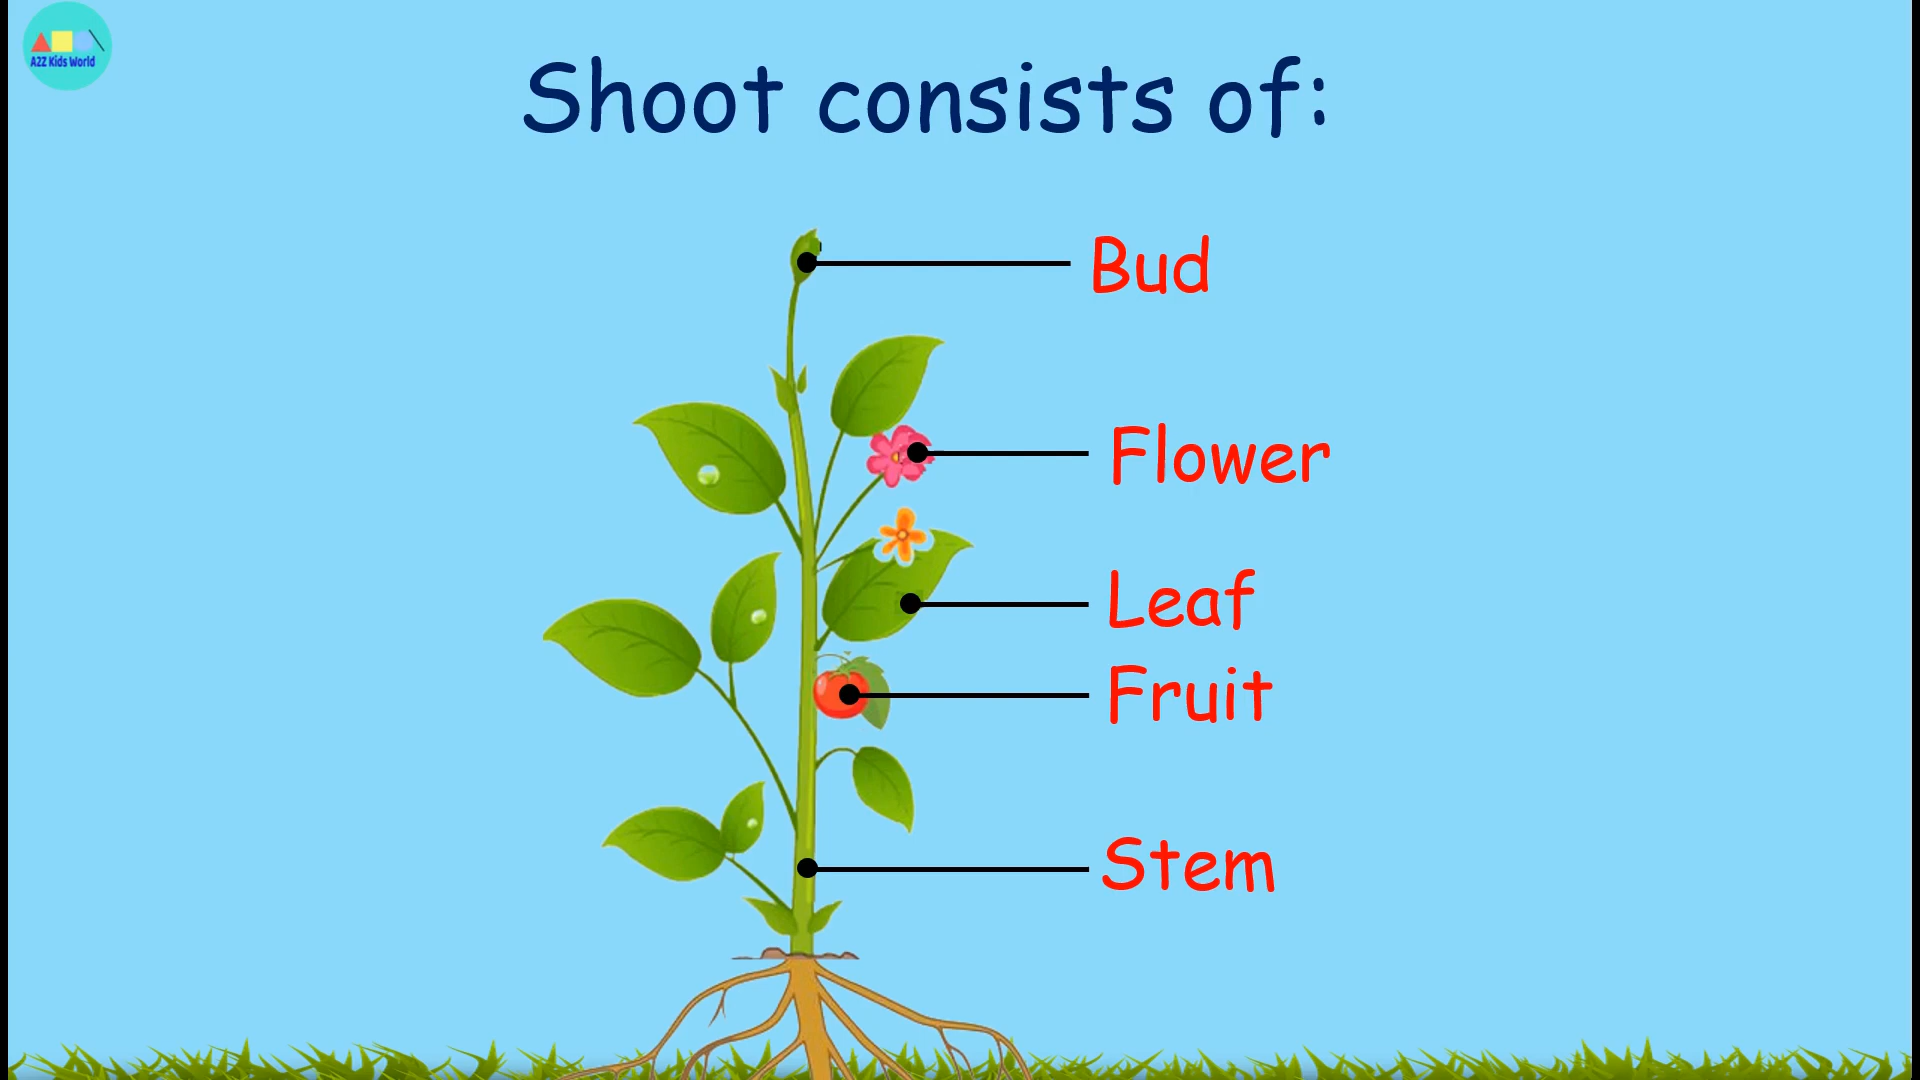 A2Z Kids World
Shoot consists of:
Bud
Flower
Leaf
Fruit
Stem